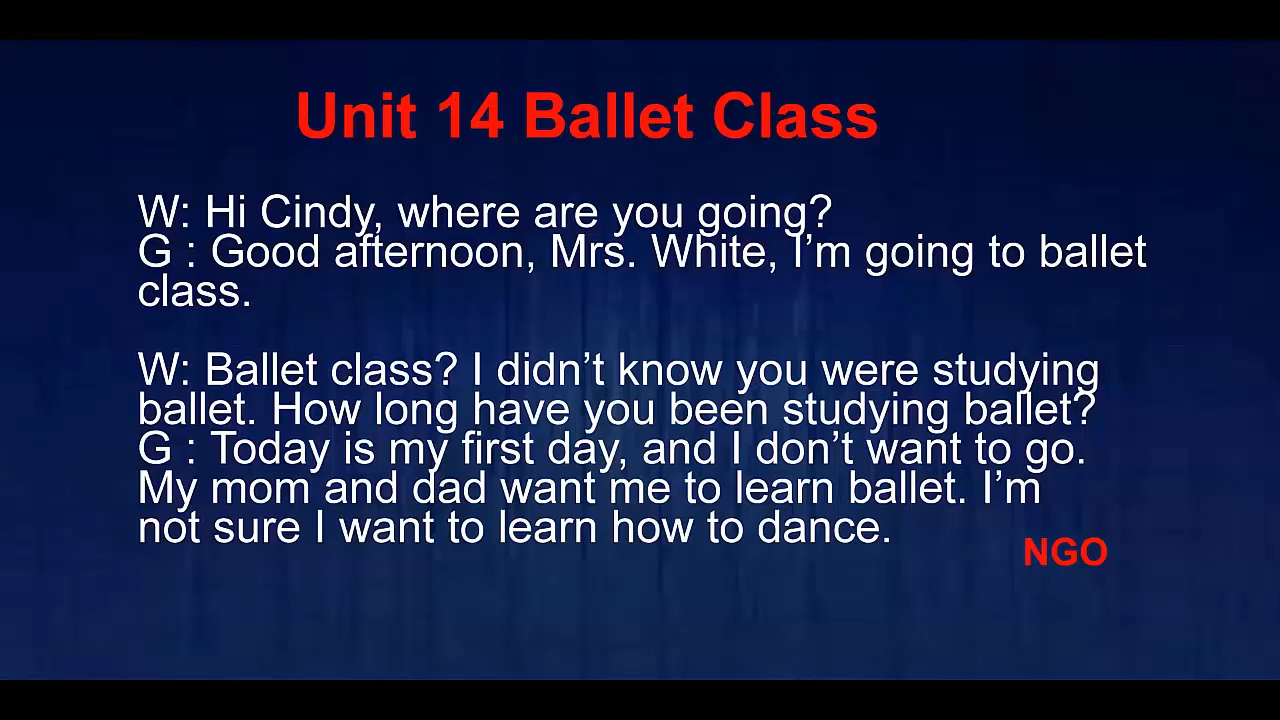 Unit 14 Ballet Class
W: Hi Cindy, where are you going?
G : Good afternoon, Mrs. White, I’m going to ballet
class.
W: Ballet class? I didn’t know you were studying
ballet. How long have you been studying ballet?
G : Today is my first day, and I don’t want to go.
My mom and dad want me to learn ballet. I’m
not sure I want to learn how to dance.
NGO